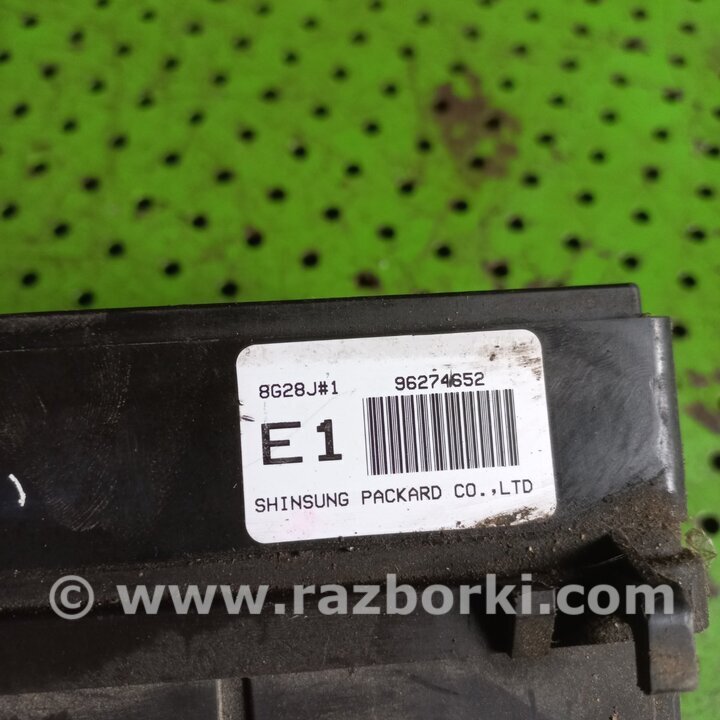 8G28J#1 96274652
E1
SHINSUNG PACKARD CO.,LTD
© www.razborki.com